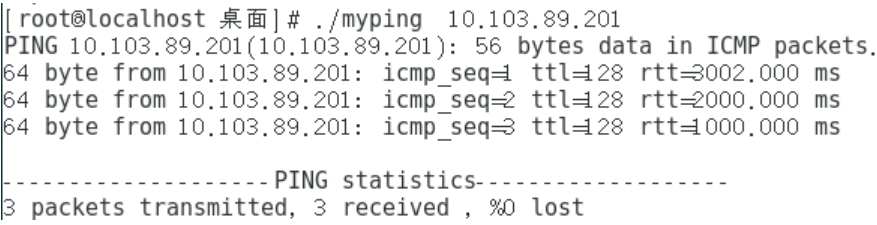 [root@localhost 桌面]# ./myping 10.103.89.201
PING 10.103.89.201(10.103.89.201): 56 bytes data in ICMP packets.
64 byte from 10.103.89.201: icmp_seq=1 ttl=128 rtt=3002.000 ms
64 byte from 10.103.89.201: icmp_seq=2 ttl=128 rtt=2000.000 ms
64 byte from 10.103.89.201: icmp_seq=3 ttl=128 rtt=1000.000 ms
--------------------PING statistics-------------------
3 packets transmitted, 3 received , %0 lost